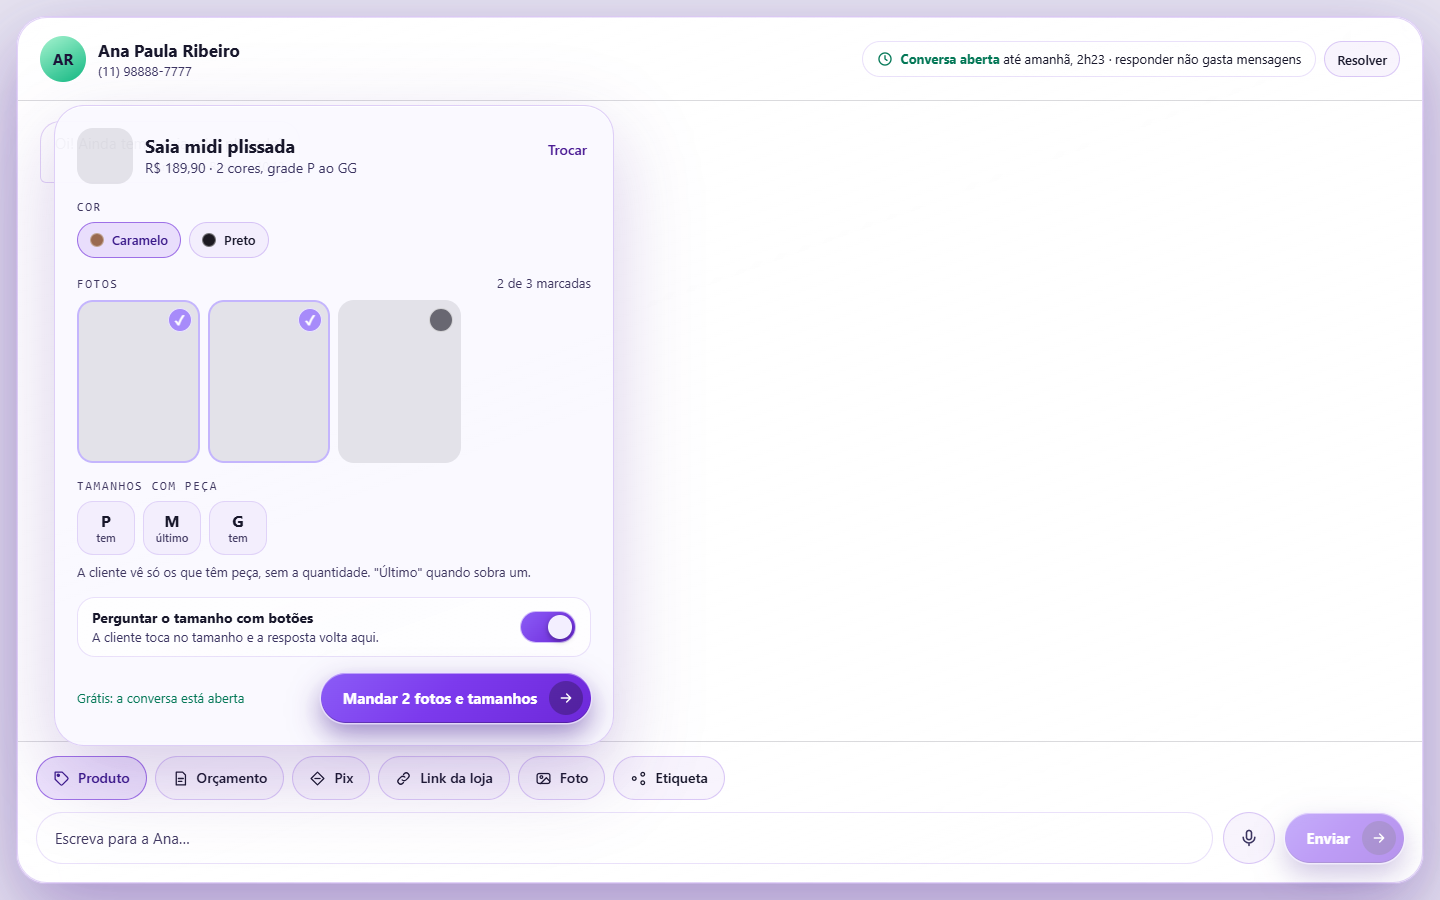 AR
Ana Paula Ribeiro
(11) 98888-7777
Conversa aberta até amanhã, 2h23 · responder não gasta mensagens
Resolver
Saia midi plissada
R$ 189,90 · 2 cores, grade P ao GG
Trocar
COR
Caramelo
Preto
FOTOS
2 de 3 marcadas
TAMANHOS COM PEÇA
P
tem
M
último
G
tem
A cliente vê só os que têm peça, sem a quantidade. "Último" quando sobra um.
Perguntar o tamanho com botões
A cliente toca no tamanho e a resposta volta aqui.
Grátis: a conversa está aberta
Mandar 2 fotos e tamanhos
Produto
Orçamento
Pix
Link da loja
Foto
Etiqueta
Escreva para a Ana...
Enviar